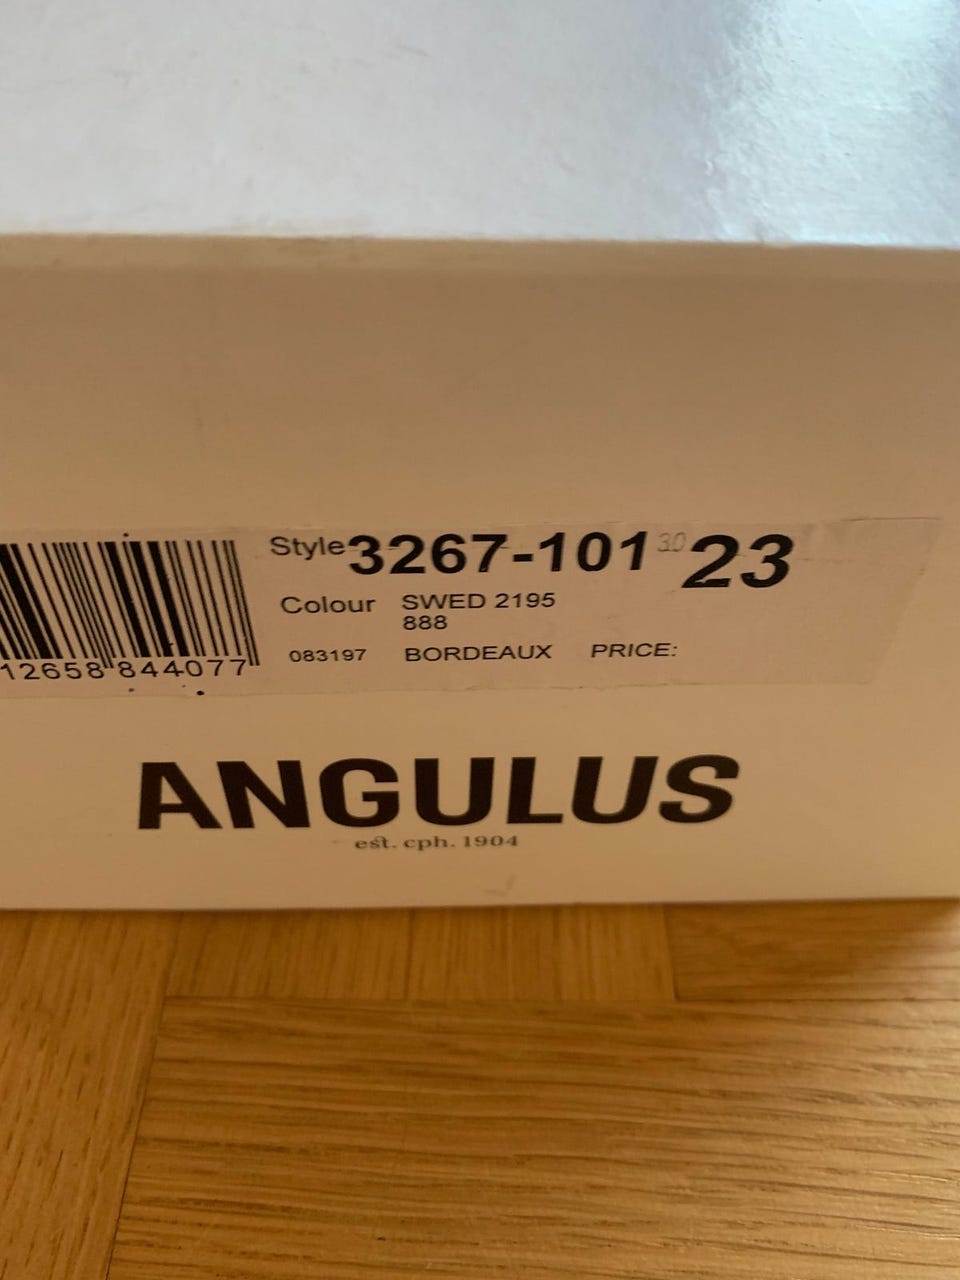 Style 3267-101 30 23
Colour SWED 2195
888
083197 BORDEAUX PRICE:
12658 844077
ANGULUS
est. cph. 1904